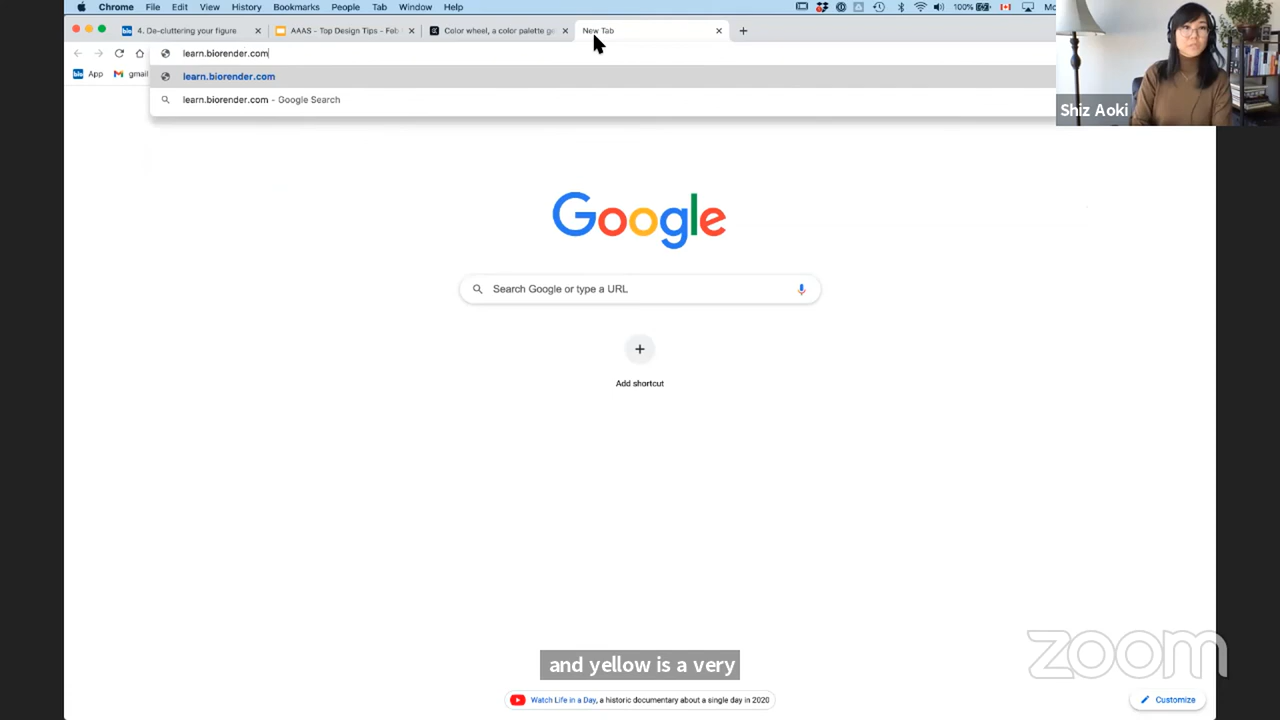 Chrome File Edit View History Bookmarks People Tab Window Help 100%
4. De-cluttering your figure
AAAS - Top Design Tips - Feb
Color wheel, a color palette ge
New Tab
learn.biorender.com
App
gmail
learn.biorender.com
learn.biorender.com - Google Search
Shiz Aoki
Google
Search Google or type a URL
Add shortcut
and yellow is a very
zoom
Watch Life in a Day, a historic documentary about a single day in 2020
Customize